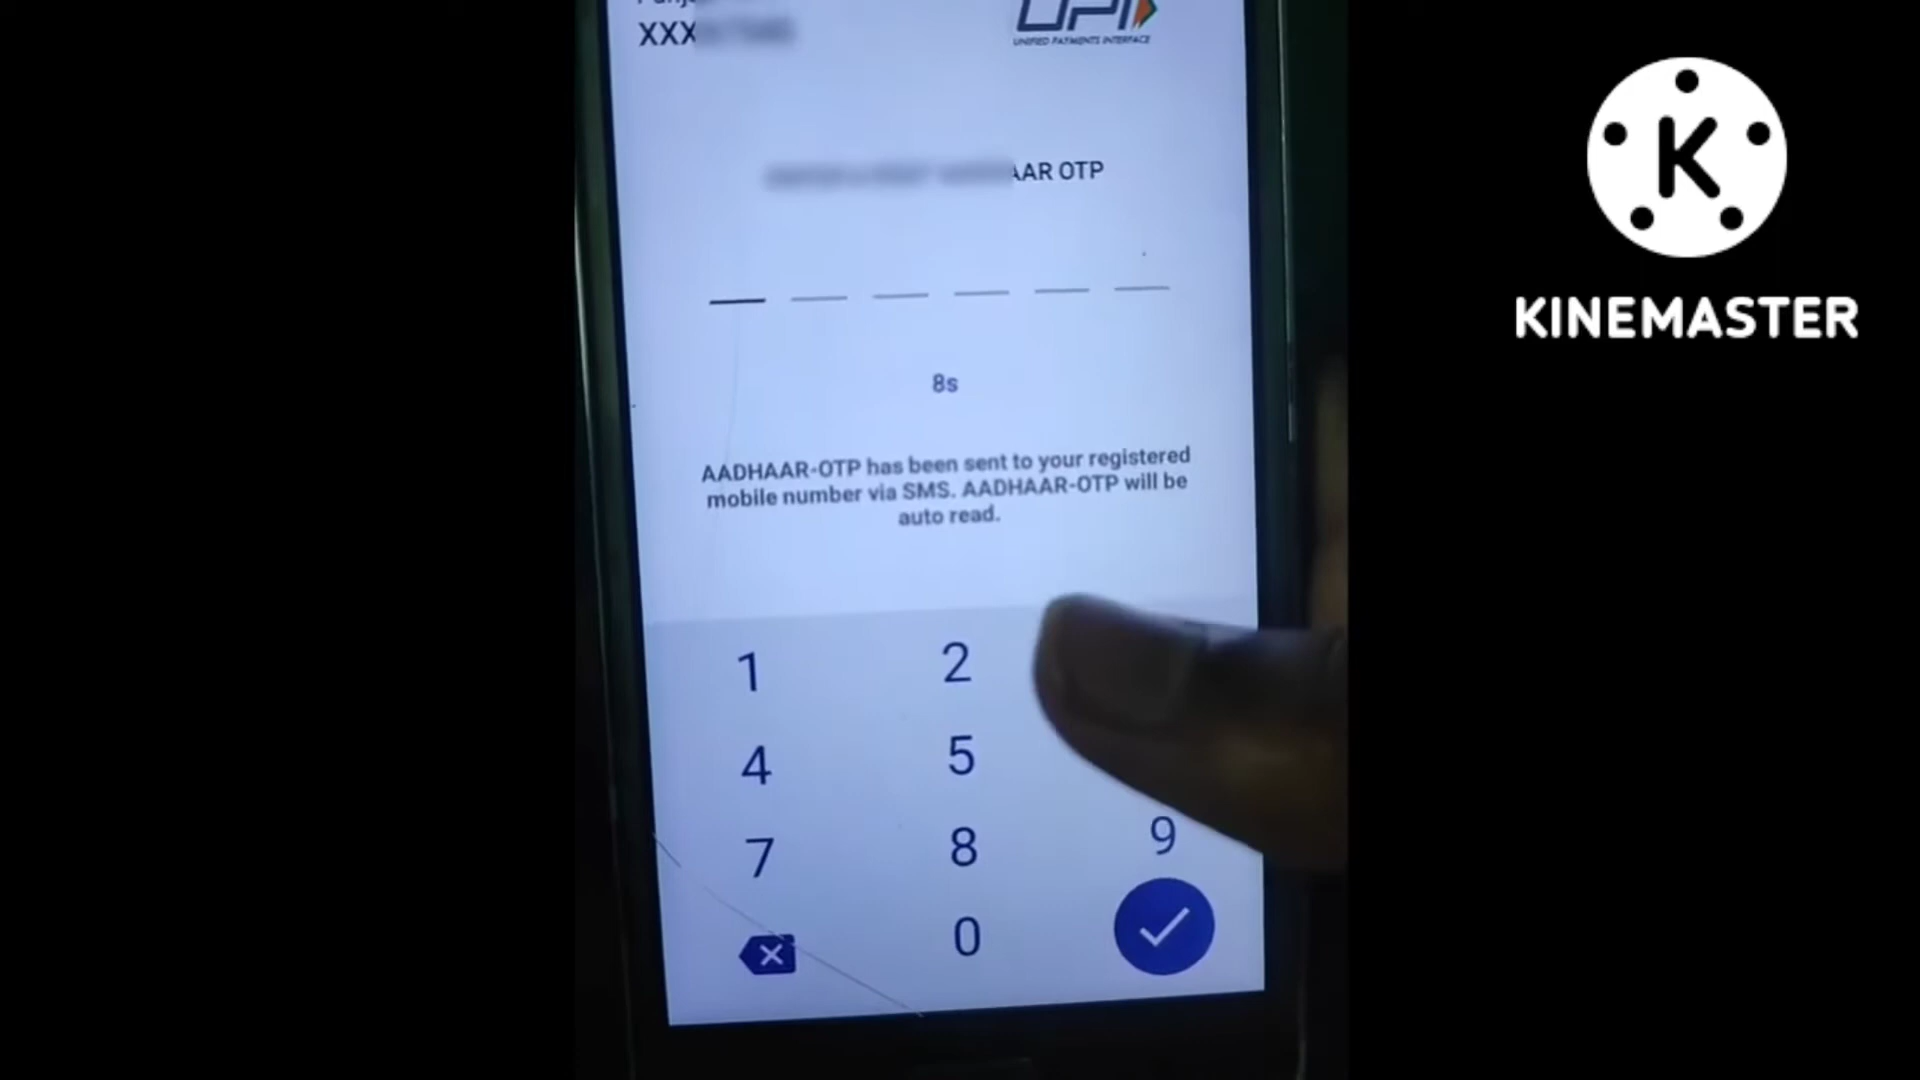 XXX
UPI
UNIFIED PAYMENTS INTERFACE
AAR OTP
8s
AADHAAR-OTP has been sent to your registered
mobile number via SMS. AADHAAR-OTP will be
auto read.
1 2
4 5
7 8 9
0
K
KINEMASTER